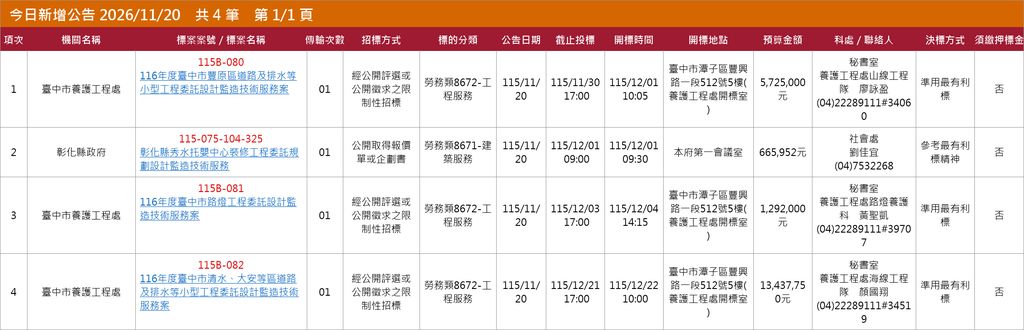 今日新增公告 2026/11/20　共 4 筆　第 1/1 頁
項次 機關名稱 標案案號 / 標案名稱 傳輸次數 招標方式 標的分類 公告日期 截止投標 開標時間 開標地點 預算金額 科處 / 聯絡人 決標方式 須繳押標金
1
臺中市養護工程處
115B-080
116年度臺中市豐原區道路及排水等
小型工程委託設計監造技術服務案
01
經公開評選或
公開徵求之限
制性招標
勞務類8672-工
程服務
115/11/
20
115/11/30
17:00
115/12/01
10:05
臺中市潭子區豐興
路一段512號5樓(
養護工程處開標室
)
5,725,000
元
秘書室
養護工程處山線工程
隊　廖詠盈
(04)22289111#3406
0
準用最有利
標
否
2
彰化縣政府
115-075-104-325
彰化縣秀水托嬰中心裝修工程委託規
劃設計監造技術服務
01
公開取得報價
單或企劃書
勞務類8671-建
築服務
115/11/
20
115/12/01
09:00
115/12/01
09:30
本府第一會議室
665,952元
社會處
劉佳宜
(04)7532268
參考最有利
標精神
否
3
臺中市養護工程處
115B-081
116年度臺中市路燈工程委託設計監
造技術服務案
01
經公開評選或
公開徵求之限
制性招標
勞務類8672-工
程服務
115/11/
20
115/12/03
17:00
115/12/04
14:15
臺中市潭子區豐興
路一段512號5樓(
養護工程處開標室
)
1,292,000
元
秘書室
養護工程處路燈養護
科　黃聖凱
(04)22289111#3970
7
準用最有利
標
否
4
臺中市養護工程處
115B-082
116年度臺中市清水、大安等區道路
及排水等小型工程委託設計監造技術
服務案
01
經公開評選或
公開徵求之限
制性招標
勞務類8672-工
程服務
115/11/
20
115/12/21
17:00
115/12/22
10:00
臺中市潭子區豐興
路一段512號5樓(
養護工程處開標室
)
13,437,75
0元
秘書室
養護工程處海線工程
隊　顏國翔
(04)22289111#3451
9
準用最有利
標
否